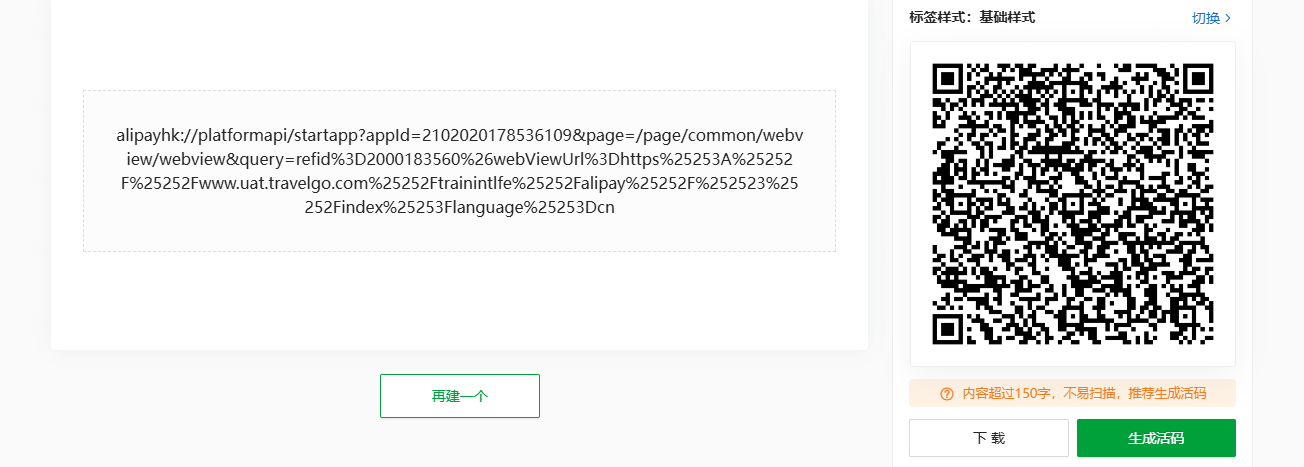 标签样式：基础样式
切换 >
alipayhk://platformapi/startapp?appId=2102020178536109&page=/page/common/webv
iew/webview&query=refid%3D2000183560%26webViewUrl%3Dhttps%25253A%25252
F%25252Fwww.uat.travelgo.com%25252Ftrainintlfe%25252Falipay%25252F%252523%25
252Findex%25253Flanguage%25253Dcn
再建一个
内容超过150字，不易扫描，推荐生成活码
下 载
生成活码